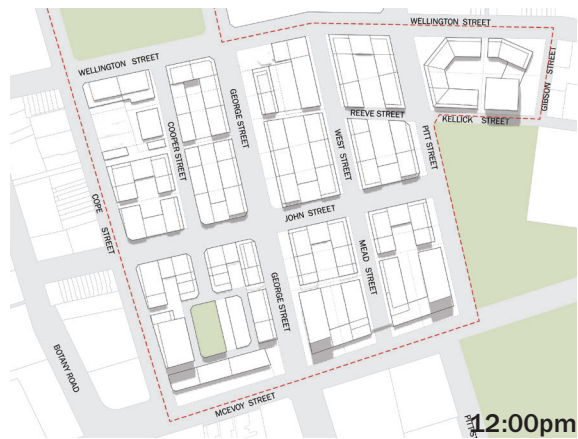 WELLINGTON STREET
WELLINGTON STREET
GIBSON STREET
GEORGE STREET
COOPER STREET
REEVE STREET
KELLICK STREET
WEST STREET
PITT STREET
COPE STREET
JOHN STREET
MEAD STREET
GEORGE STREET
BOTANY ROAD
MCEVOY STREET
12:00pm